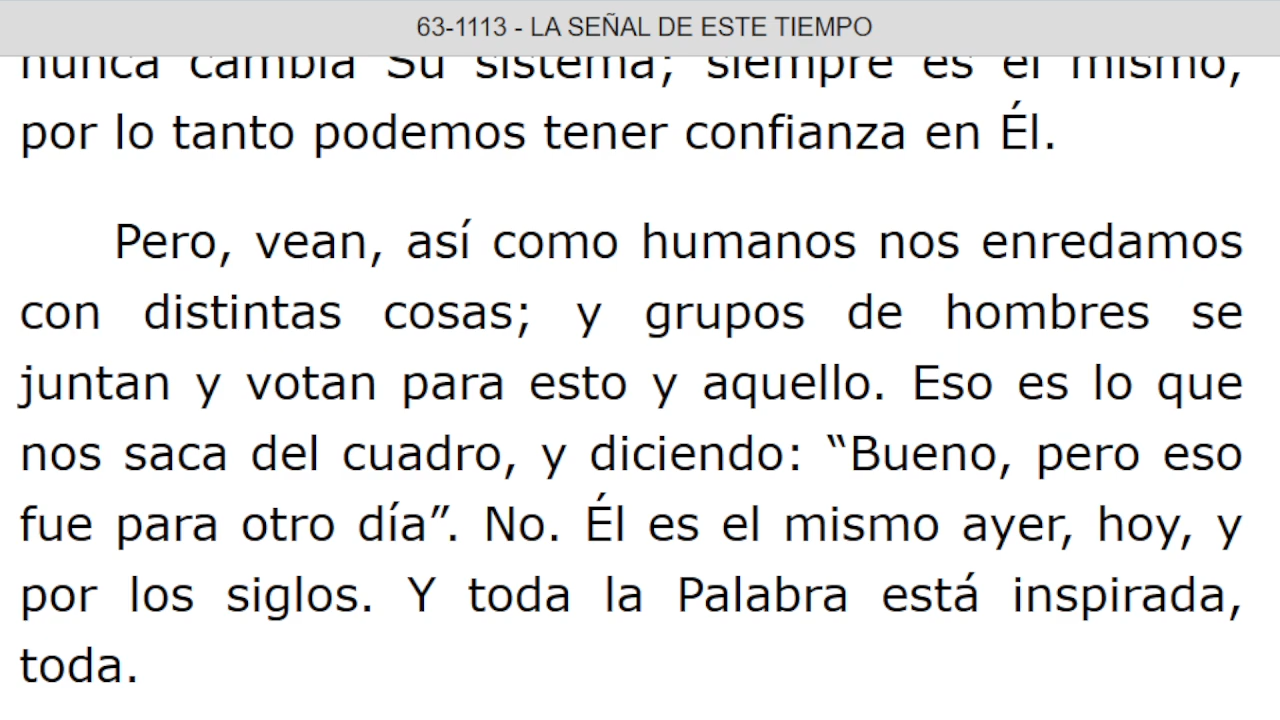 63-1113 - LA SEÑAL DE ESTE TIEMPO
nunca cambia Su sistema; siempre es el mismo,
por lo tanto podemos tener confianza en Él.
Pero, vean, así como humanos nos enredamos
con distintas cosas; y grupos de hombres se
juntan y votan para esto y aquello. Eso es lo que
nos saca del cuadro, y diciendo: “Bueno, pero eso
fue para otro día”. No. Él es el mismo ayer, hoy, y
por los siglos. Y toda la Palabra está inspirada,
toda.